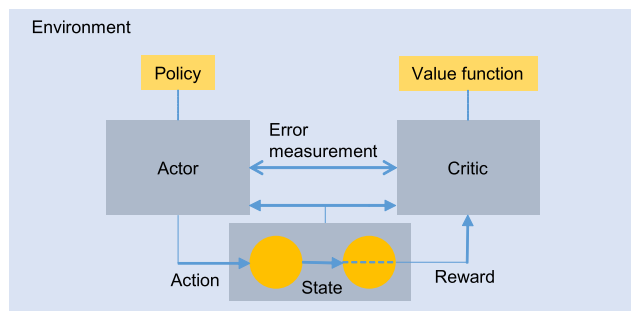 Environment
Policy
Value function
Error
measurement
Actor
Critic
Action
State
Reward